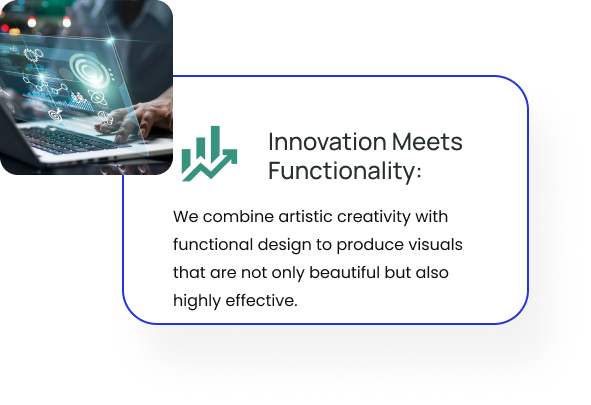 Innovation Meets
Functionality:
We combine artistic creativity with
functional design to produce visuals
that are not only beautiful but also
highly effective.